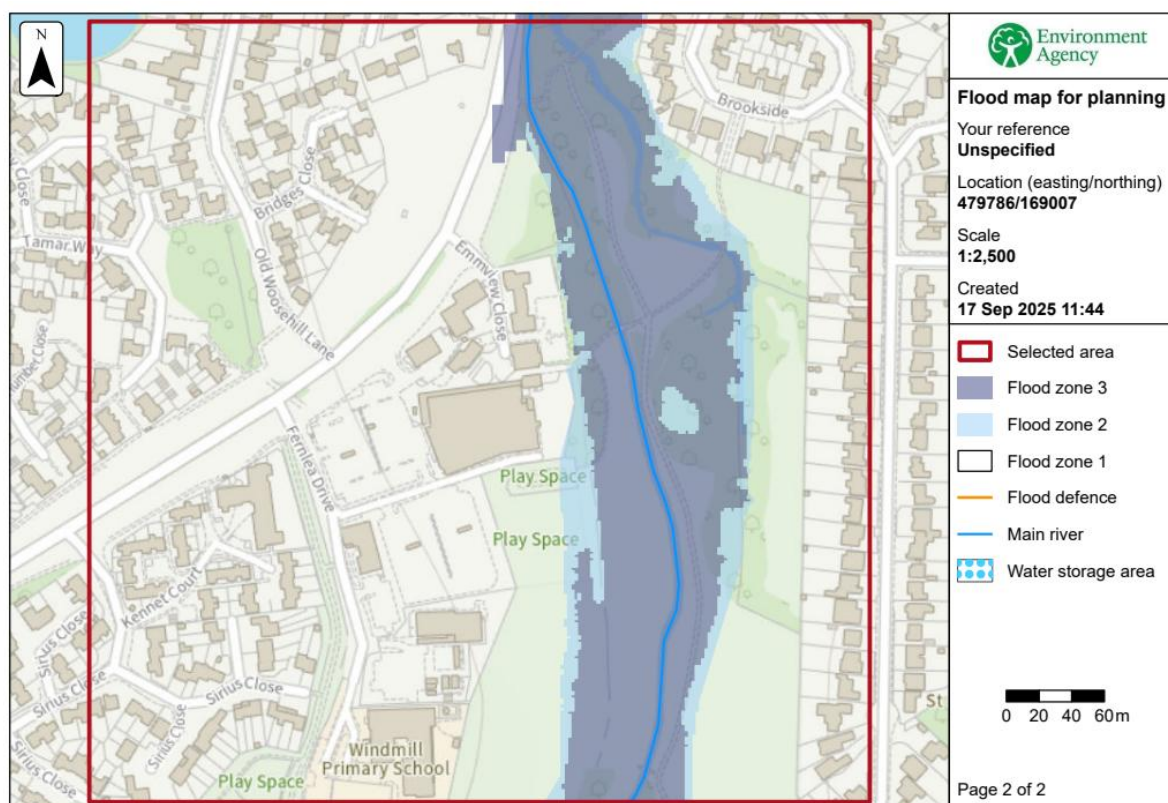 N
Brookside
Bridges Close
Close
Tamar Way
Old Woosehill Lane
Emmview Close
Fernlea Drive
Play Space
Play Space
Kennet Court
Sirius Close
Sirius Close
Sirius Close
Sirius Close
Sirius Close
Windmill
Primary School
Play Space
St
Environment
Agency
Flood map for planning
Your reference
Unspecified
Location (easting/northing)
479786/169007
Scale
1:2,500
Created
17 Sep 2025 11:44
Selected area
Flood zone 3
Flood zone 2
Flood zone 1
Flood defence
Main river
Water storage area
0 20 40 60m
Page 2 of 2